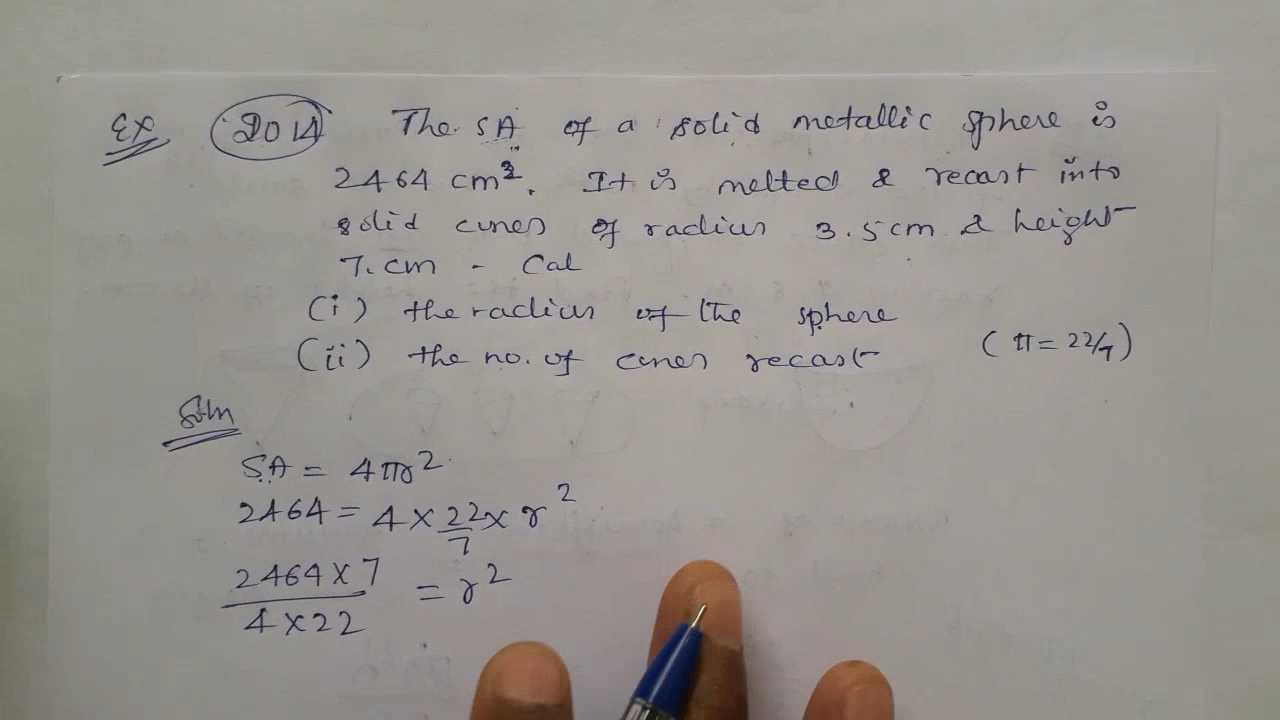 Ex 2014 The SA of a solid metallic sphere is
2464 cm². It is melted & recast into
solid cones of radius 3.5cm & height
7.cm - Cal
(i) the radius of the sphere
(ii) the no. of cones recast (π = 22/7)
Soln
SA = 4πr²
2464 = 4 × 22/7 × r²
2464 × 7 / 4 × 22 = r²